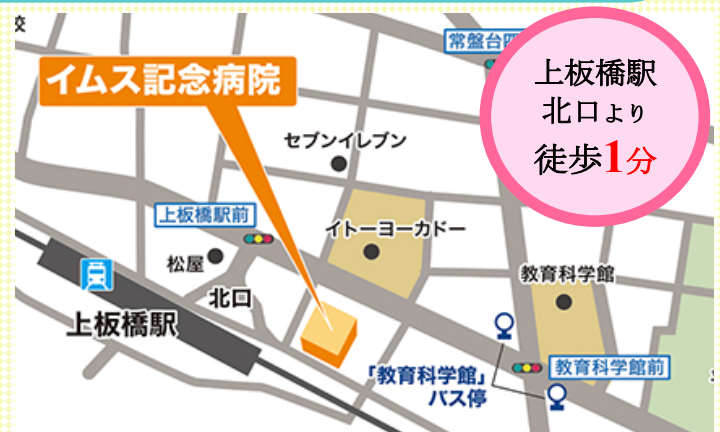 校
イムス記念病院
常盤台四
上板橋駅
北口より
徒歩1分
セブンイレブン
上板橋駅前
イトーヨーカドー
松屋
北口
教育科学館
上板橋駅
「教育科学館」
バス停
教育科学館前